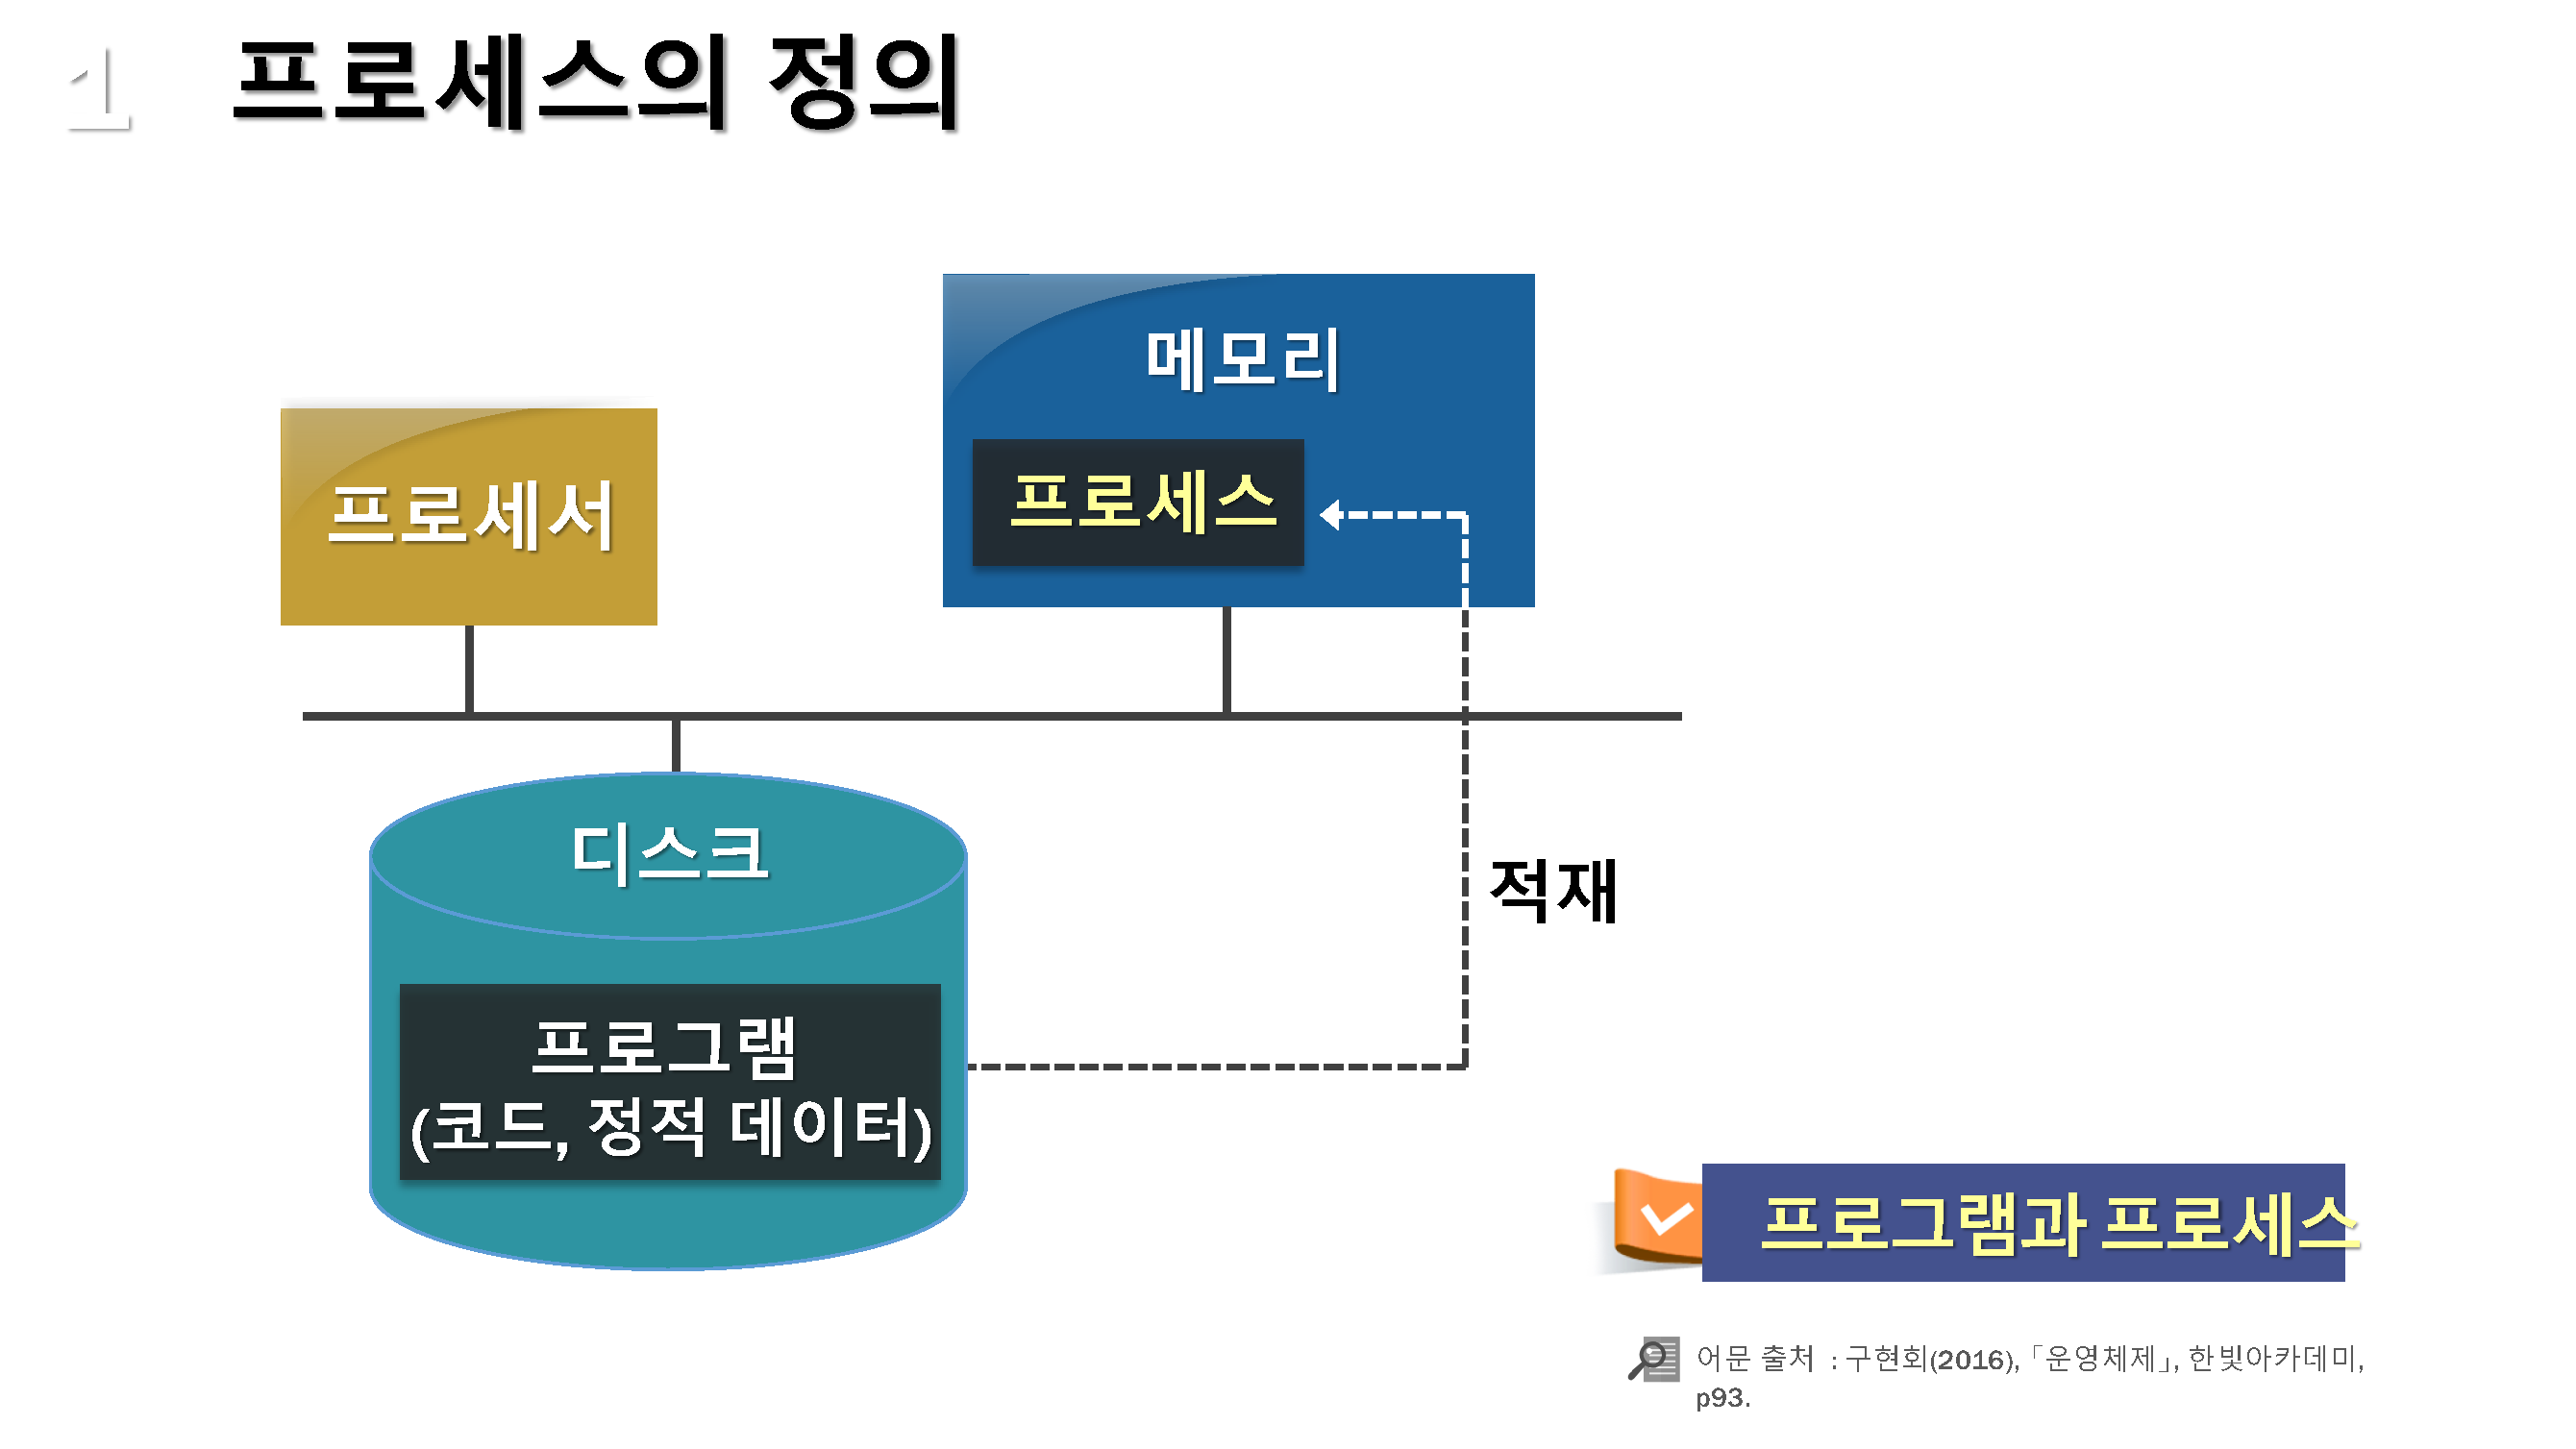 1 프로세스의 정의
메모리
프로세서
프로세스
디스크
적재
프로그램
(코드, 정적 데이터)
프로그램과 프로세스
어문 출처 : 구현회(2016), 「운영체제」, 한빛아카데미,
p93.